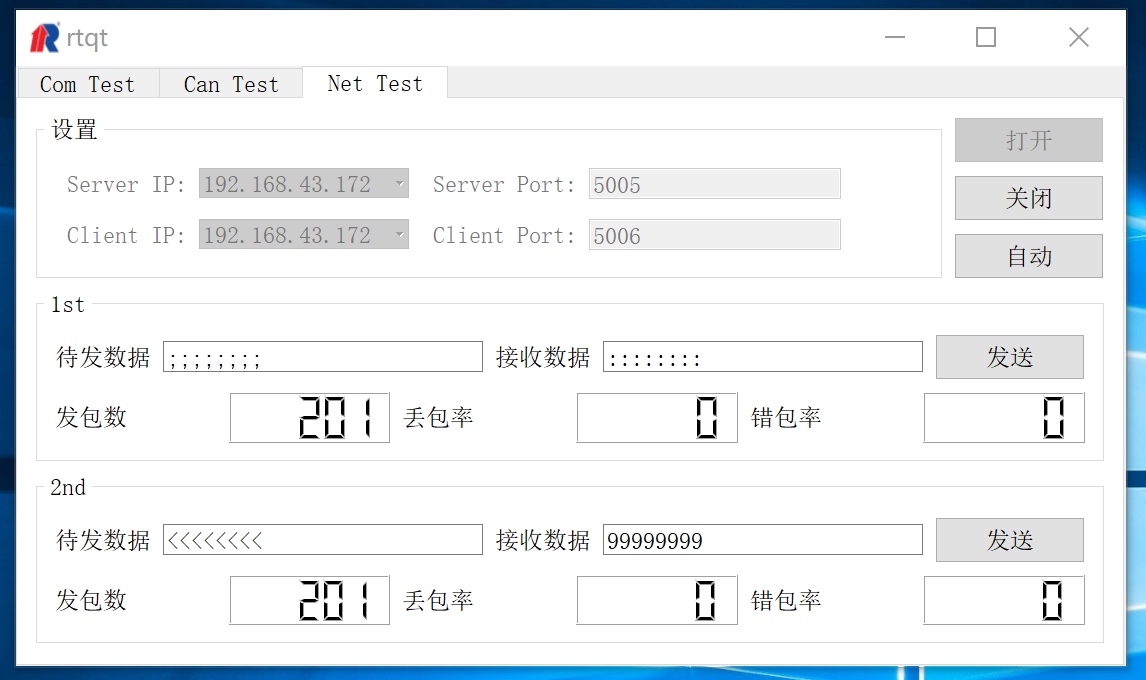 rtqt
Com Test Can Test Net Test
设置
Server IP: 192.168.43.172 Server Port: 5005
Client IP: 192.168.43.172 Client Port: 5006
打开
关闭
自动
1st
待发数据 ;;;;;;;; 接收数据 :::::::: 发送
发包数 201 丢包率 0 错包率 0
2nd
待发数据 <<<<<<<< 接收数据 99999999 发送
发包数 201 丢包率 0 错包率 0